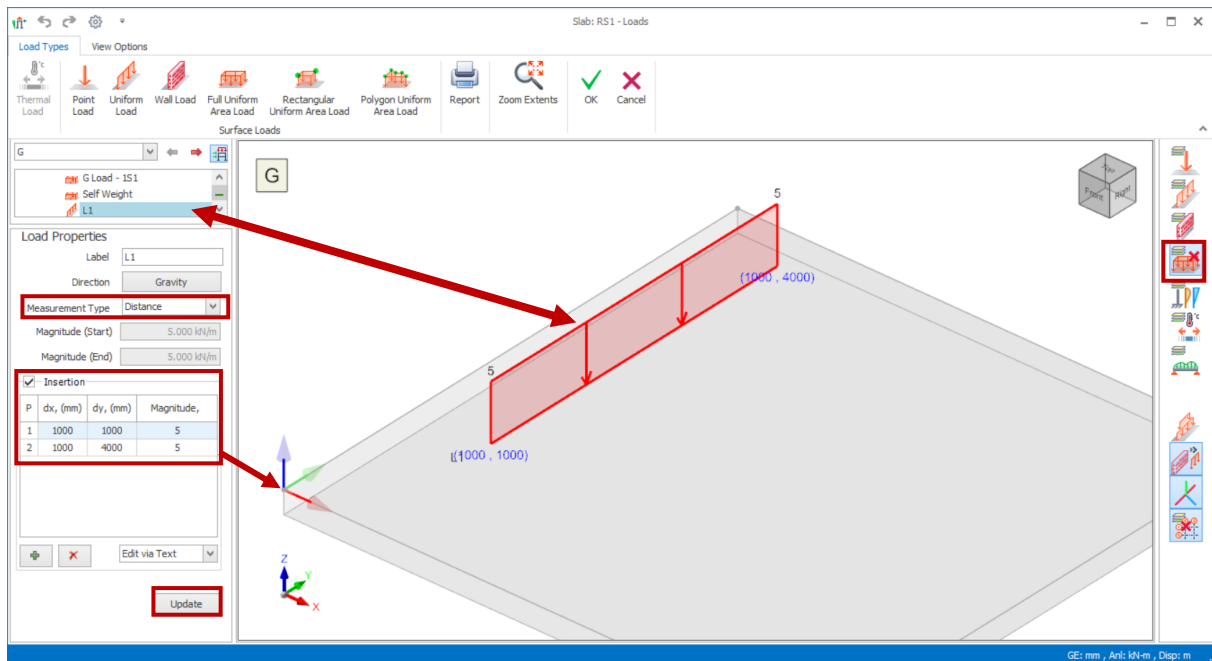 Slab: RS1 - Loads
Load Types View Options
Thermal Load
Point Load
Uniform Load
Wall Load
Full Uniform Area Load
Rectangular Uniform Area Load
Polygon Uniform Area Load
Report
Zoom Extents
OK
Cancel
Surface Loads
G
G Load - 1S1
Self Weight
L1
Load Properties
Label L1
Direction Gravity
Measurement Type Distance
Magnitude (Start) 5.000 kN/m
Magnitude (End) 5.000 kN/m
Insertion
P dx, (mm) dy, (mm) Magnitude,
1 1000 1000 5
2 1000 4000 5
Edit via Text
Update
G
5
(1000 , 4000)
5
L1
(1000 , 1000)
Z
Y
X
Top
Front
Right
GE: mm , Anl: kN-m , Disp: m